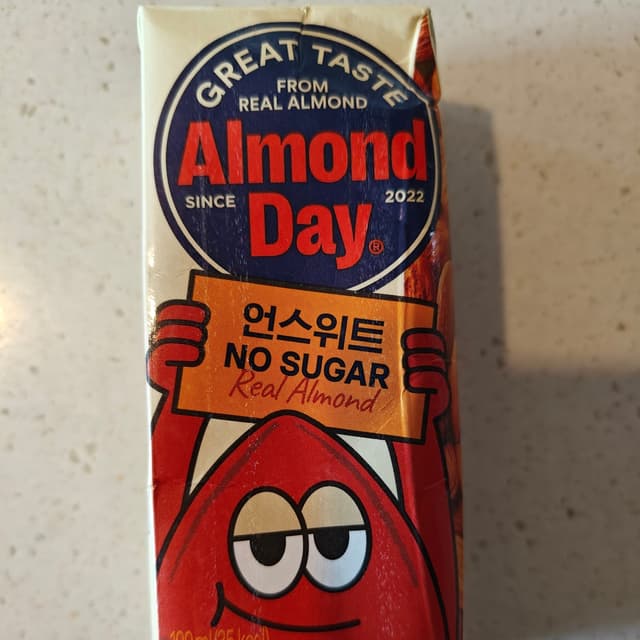 GREAT TASTE
FROM
REAL ALMOND
Almond
SINCE 2022
Day®
언스위트
NO SUGAR
Real Almond